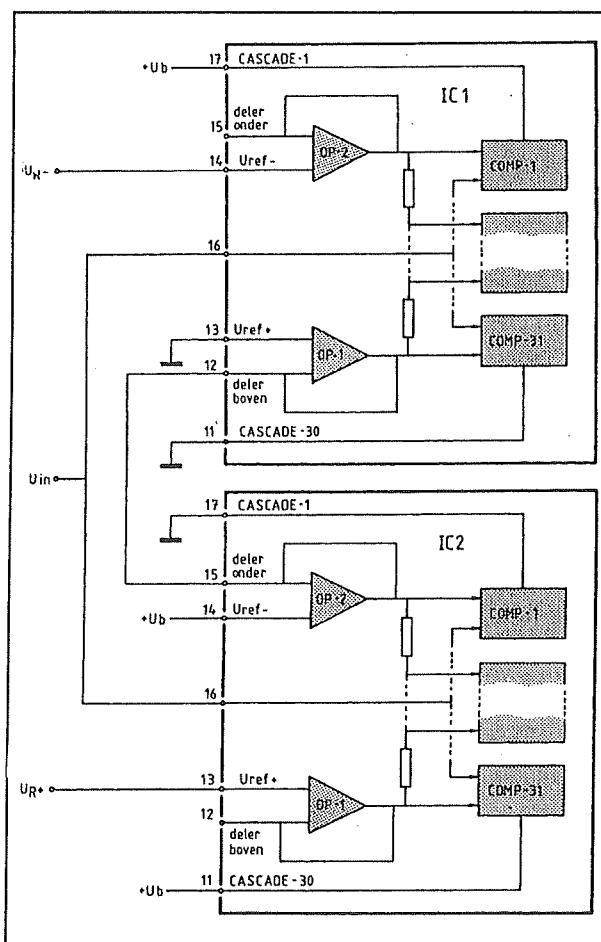 +Ub
17 CASCADE-1
IC1
deler
15 onder
OP-2
14 Uref-
COMP-1
16
13 Uref+
OP-1
12
deler
boven
COMP-31
11 CASCADE-30
Uin
17 CASCADE-1
IC2
deler
15 onder
OP-2
+Ub 14 Uref-
COMP-1
16
UR+ 13 Uref+
OP-1
12
deler
boven
COMP-31
11
+Ub CASCADE-30